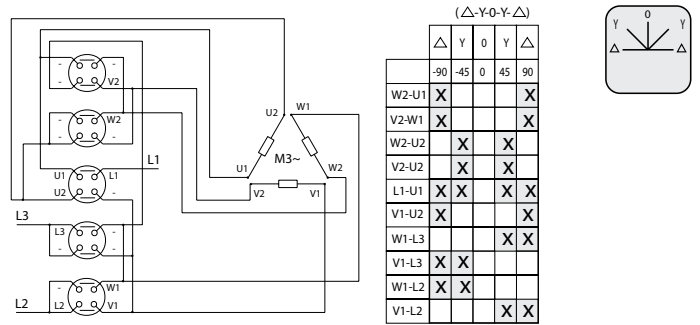 (△-Y-0-Y-△)
△ Y 0 Y △
-90 -45 0 45 90
W2-U1 X X
V2-W1 X X
W2-U2 X X
V2-U2 X X
L1-U1 X X X X
V1-U2 X X
W1-L3 X X
V1-L3 X X
W1-L2 X X
V1-L2 X X
0
Y Y
△ △
- -
- V2
- W2
- -
U1 L1
L1
U2 -
L3
L3 -
- -
- W1
L2 V1
L2
U2 W1
M3~
U1 W2
V2 V1